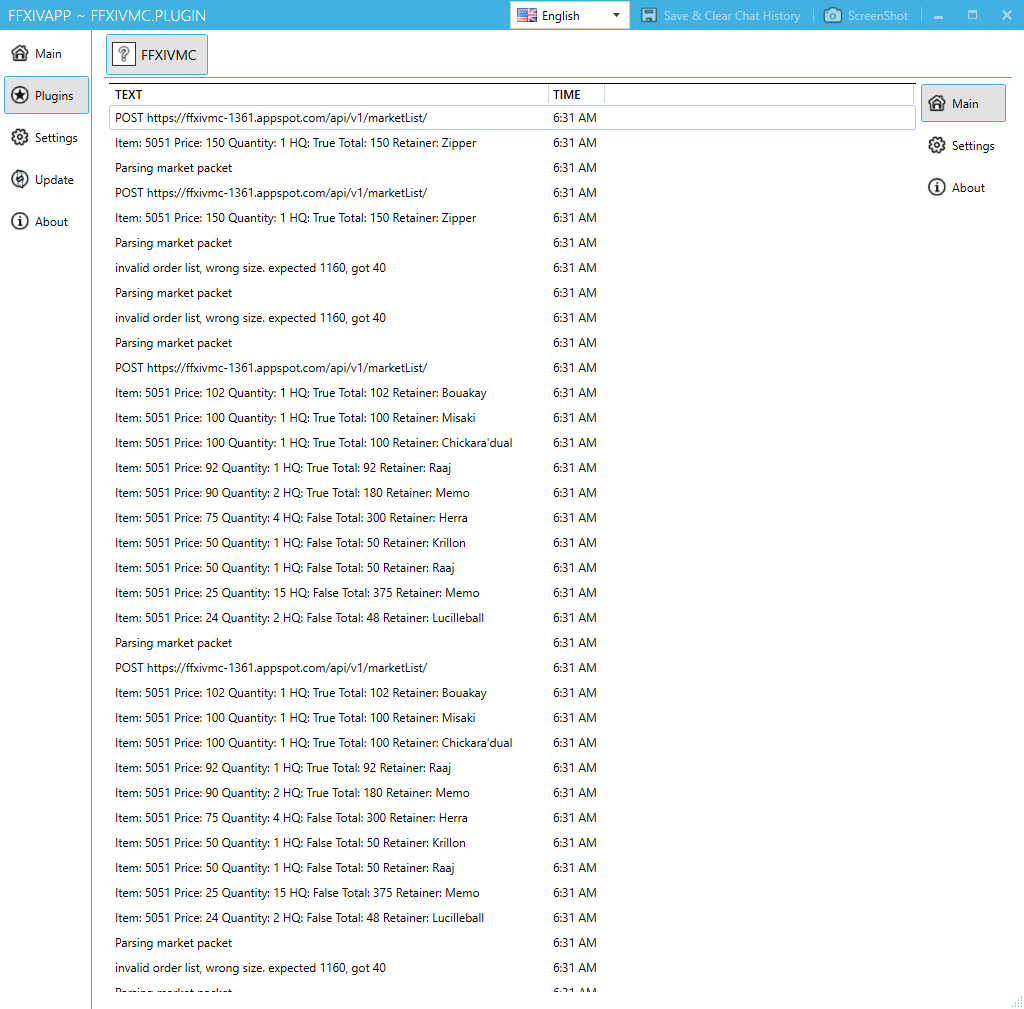 FFXIVAPP ~ FFXIVMC.PLUGIN English Save & Clear Chat History ScreenShot
Main
Plugins
Settings
Update
About
FFXIVMC
TEXT TIME
POST https://ffxivmc-1361.appspot.com/api/v1/marketList/ 6:31 AM
Item: 5051 Price: 150 Quantity: 1 HQ: True Total: 150 Retainer: Zipper 6:31 AM
Parsing market packet 6:31 AM
POST https://ffxivmc-1361.appspot.com/api/v1/marketList/ 6:31 AM
Item: 5051 Price: 150 Quantity: 1 HQ: True Total: 150 Retainer: Zipper 6:31 AM
Parsing market packet 6:31 AM
invalid order list, wrong size. expected 1160, got 40 6:31 AM
Parsing market packet 6:31 AM
invalid order list, wrong size. expected 1160, got 40 6:31 AM
Parsing market packet 6:31 AM
POST https://ffxivmc-1361.appspot.com/api/v1/marketList/ 6:31 AM
Item: 5051 Price: 102 Quantity: 1 HQ: True Total: 102 Retainer: Bouakay 6:31 AM
Item: 5051 Price: 100 Quantity: 1 HQ: True Total: 100 Retainer: Misaki 6:31 AM
Item: 5051 Price: 100 Quantity: 1 HQ: True Total: 100 Retainer: Chickara'dual 6:31 AM
Item: 5051 Price: 92 Quantity: 1 HQ: True Total: 92 Retainer: Raaj 6:31 AM
Item: 5051 Price: 90 Quantity: 2 HQ: True Total: 180 Retainer: Memo 6:31 AM
Item: 5051 Price: 75 Quantity: 4 HQ: False Total: 300 Retainer: Herra 6:31 AM
Item: 5051 Price: 50 Quantity: 1 HQ: False Total: 50 Retainer: Krillon 6:31 AM
Item: 5051 Price: 50 Quantity: 1 HQ: False Total: 50 Retainer: Raaj 6:31 AM
Item: 5051 Price: 25 Quantity: 15 HQ: False Total: 375 Retainer: Memo 6:31 AM
Item: 5051 Price: 24 Quantity: 2 HQ: False Total: 48 Retainer: Lucilleball 6:31 AM
Parsing market packet 6:31 AM
POST https://ffxivmc-1361.appspot.com/api/v1/marketList/ 6:31 AM
Item: 5051 Price: 102 Quantity: 1 HQ: True Total: 102 Retainer: Bouakay 6:31 AM
Item: 5051 Price: 100 Quantity: 1 HQ: True Total: 100 Retainer: Misaki 6:31 AM
Item: 5051 Price: 100 Quantity: 1 HQ: True Total: 100 Retainer: Chickara'dual 6:31 AM
Item: 5051 Price: 92 Quantity: 1 HQ: True Total: 92 Retainer: Raaj 6:31 AM
Item: 5051 Price: 90 Quantity: 2 HQ: True Total: 180 Retainer: Memo 6:31 AM
Item: 5051 Price: 75 Quantity: 4 HQ: False Total: 300 Retainer: Herra 6:31 AM
Item: 5051 Price: 50 Quantity: 1 HQ: False Total: 50 Retainer: Krillon 6:31 AM
Item: 5051 Price: 50 Quantity: 1 HQ: False Total: 50 Retainer: Raaj 6:31 AM
Item: 5051 Price: 25 Quantity: 15 HQ: False Total: 375 Retainer: Memo 6:31 AM
Item: 5051 Price: 24 Quantity: 2 HQ: False Total: 48 Retainer: Lucilleball 6:31 AM
Parsing market packet 6:31 AM
invalid order list, wrong size. expected 1160, got 40 6:31 AM
Parsing market packet 6:31 AM
Main
Settings
About